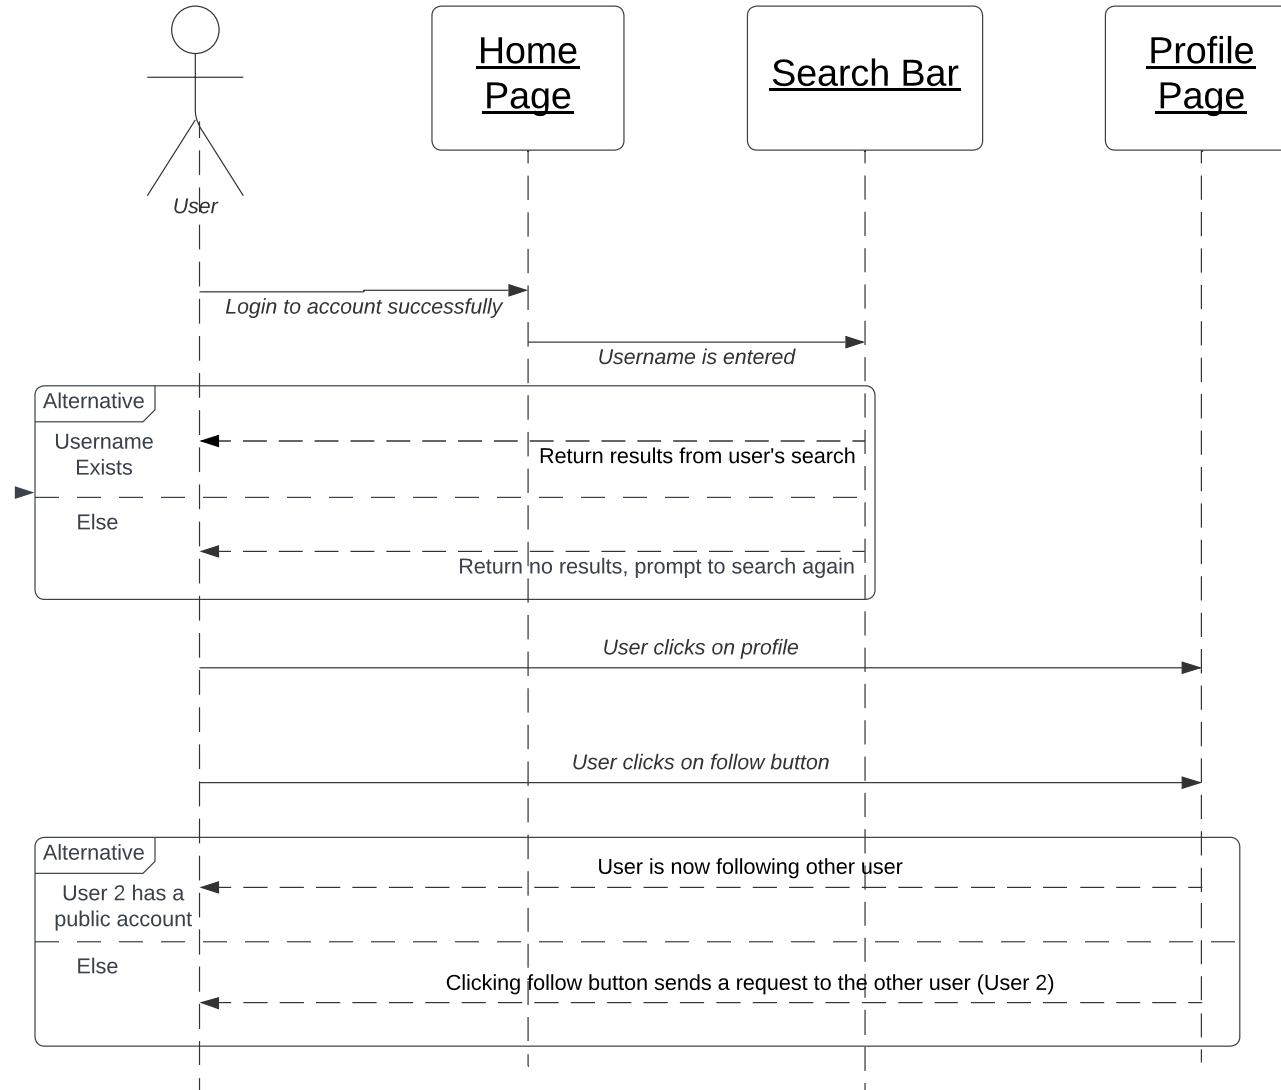 Home
Page
Search Bar
Profile
Page
User
Login to account successfully
Username is entered
Alternative
Username
Exists
Return results from user's search
Else
Return no results, prompt to search again
User clicks on profile
User clicks on follow button
Alternative
User is now following other user
User 2 has a
public account
Else
Clicking follow button sends a request to the other user (User 2)